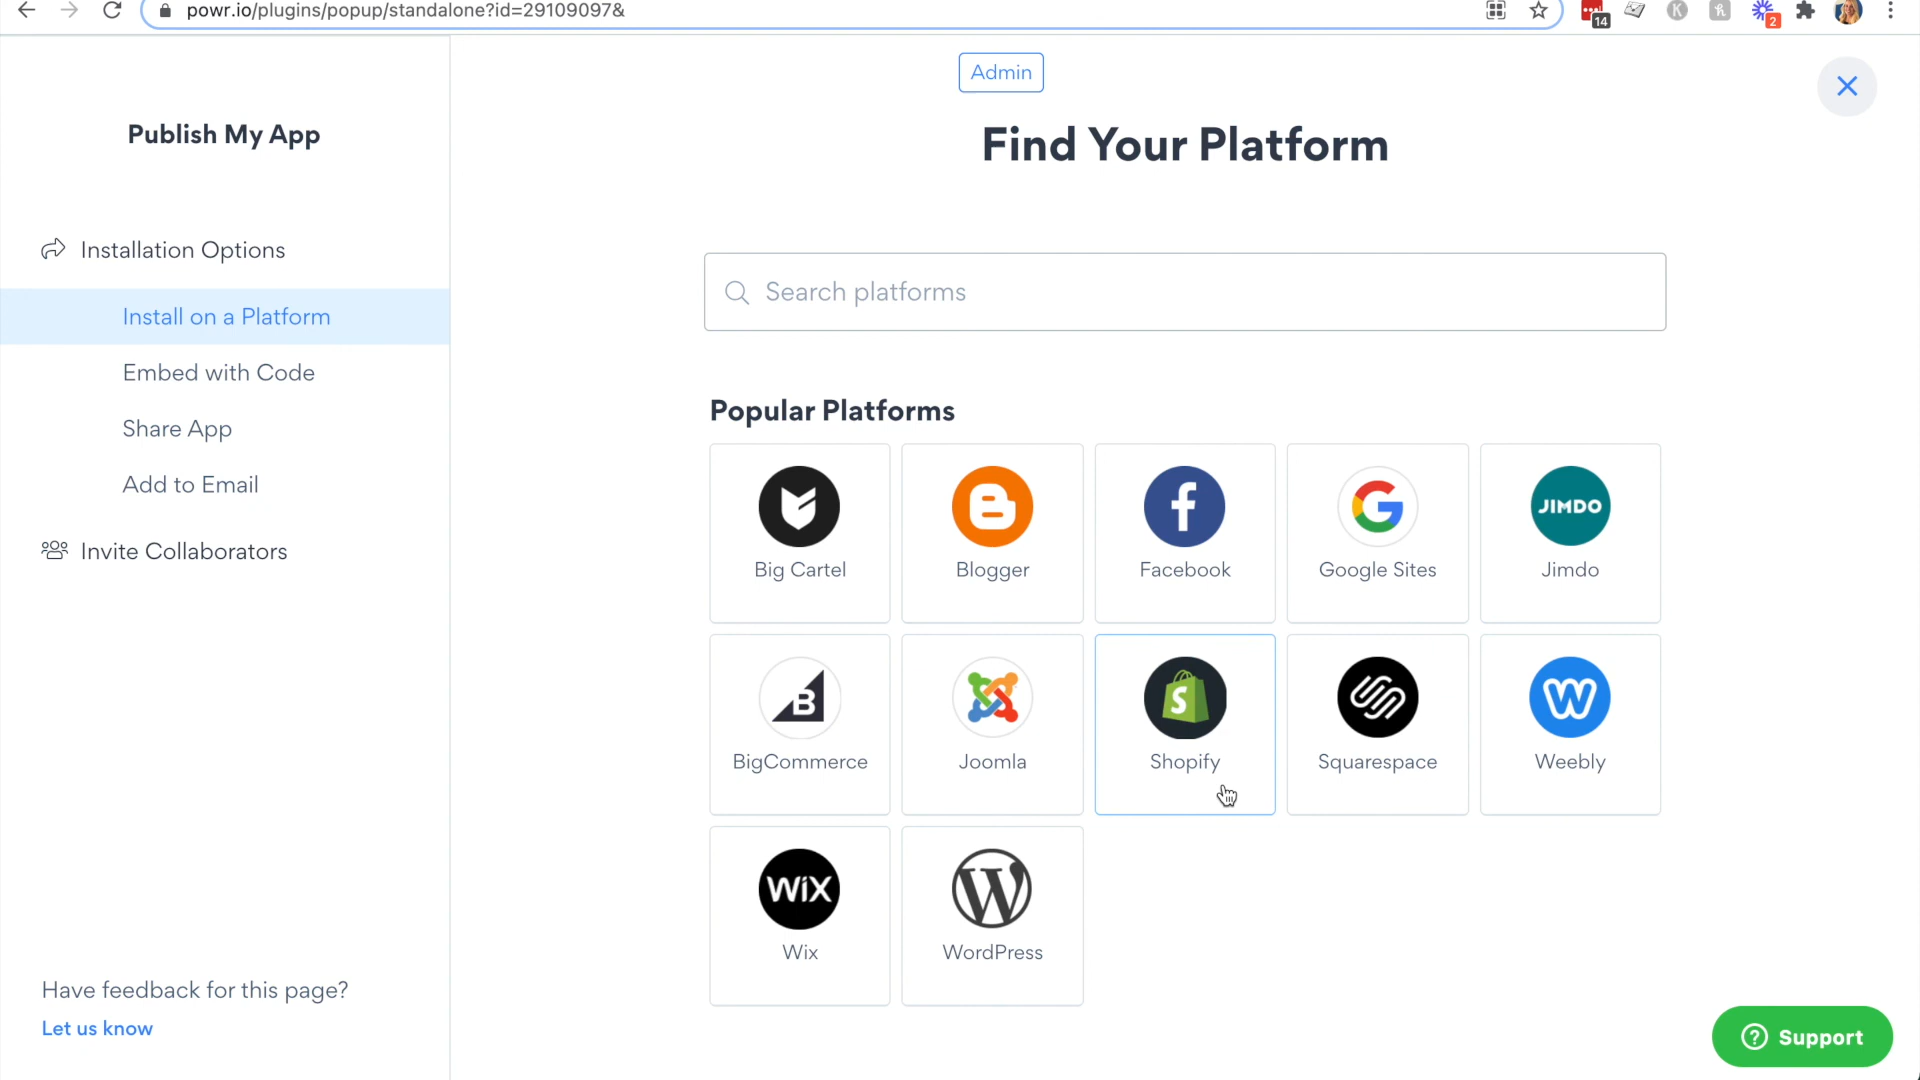 powr.io/plugins/popup/standalone?id=29109097&
14
K
2
Admin
Publish My App
Find Your Platform
Installation Options
Install on a Platform
Embed with Code
Share App
Add to Email
Invite Collaborators
Search platforms
Popular Platforms
Big Cartel
Blogger
Facebook
Google Sites
JIMDO
Jimdo
B
BigCommerce
Joomla
S
Shopify
Squarespace
W
Weebly
WiX
Wix
W
WordPress
Have feedback for this page?
Let us know
? Support